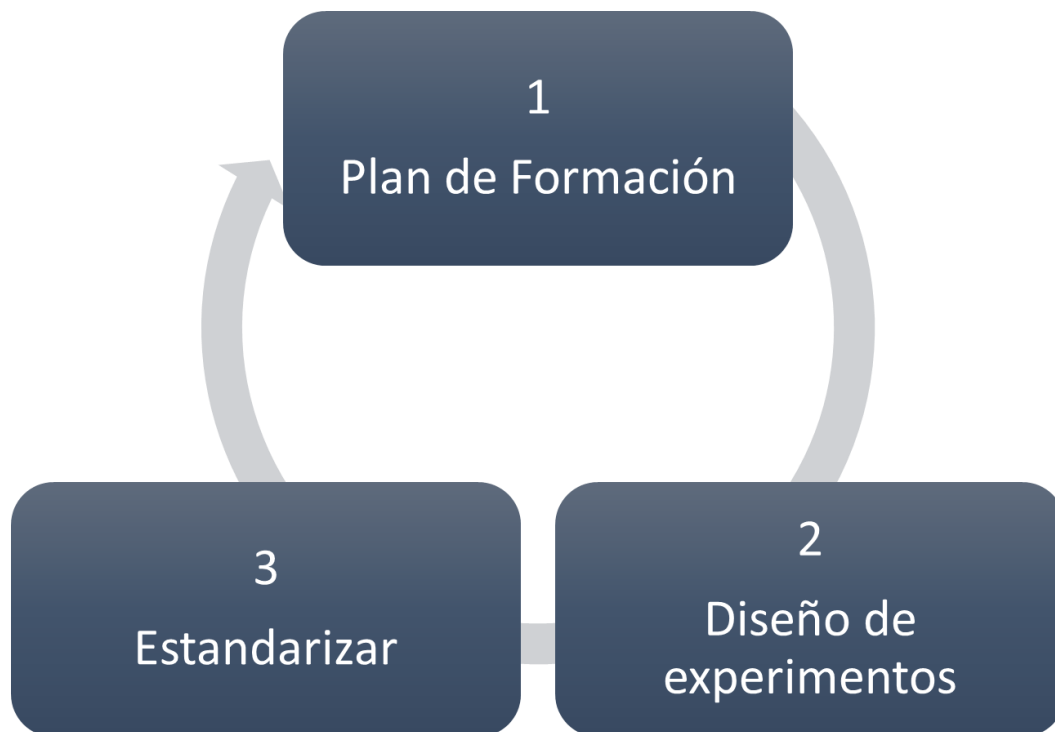 1
Plan de Formación
2
Diseño de
experimentos
3
Estandarizar